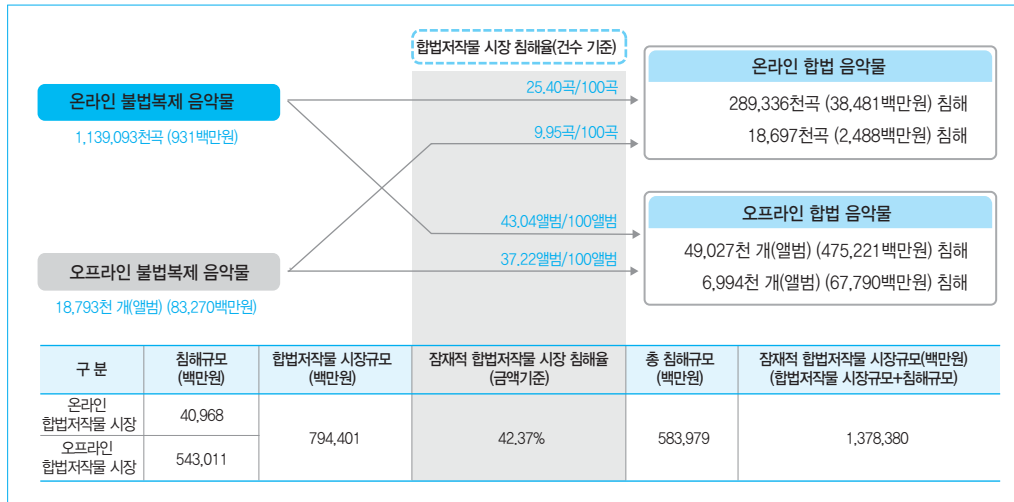 합법저작물 시장 침해율(건수 기준)
온라인 불법복제 음악물
1,139,093천곡 (931백만원)
25.40곡/100곡
9.95곡/100곡
온라인 합법 음악물
289,336천곡 (38,481백만원) 침해
18,697천곡 (2,488백만원) 침해
오프라인 불법복제 음악물
18,793천 개(앨범) (83,270백만원)
43.04앨범/100앨범
37.22앨범/100앨범
오프라인 합법 음악물
49,027천 개(앨범) (475,221백만원) 침해
6,994천 개(앨범) (67,790백만원) 침해
구 분
침해규모
(백만원)
합법저작물 시장규모
(백만원)
잠재적 합법저작물 시장 침해율
(금액기준)
총 침해규모
(백만원)
잠재적 합법저작물 시장규모(백만원)
(합법저작물 시장규모+침해규모)
온라인
합법저작물 시장
40,968
오프라인
합법저작물 시장
543,011
794,401
42.37%
583,979
1,378,380